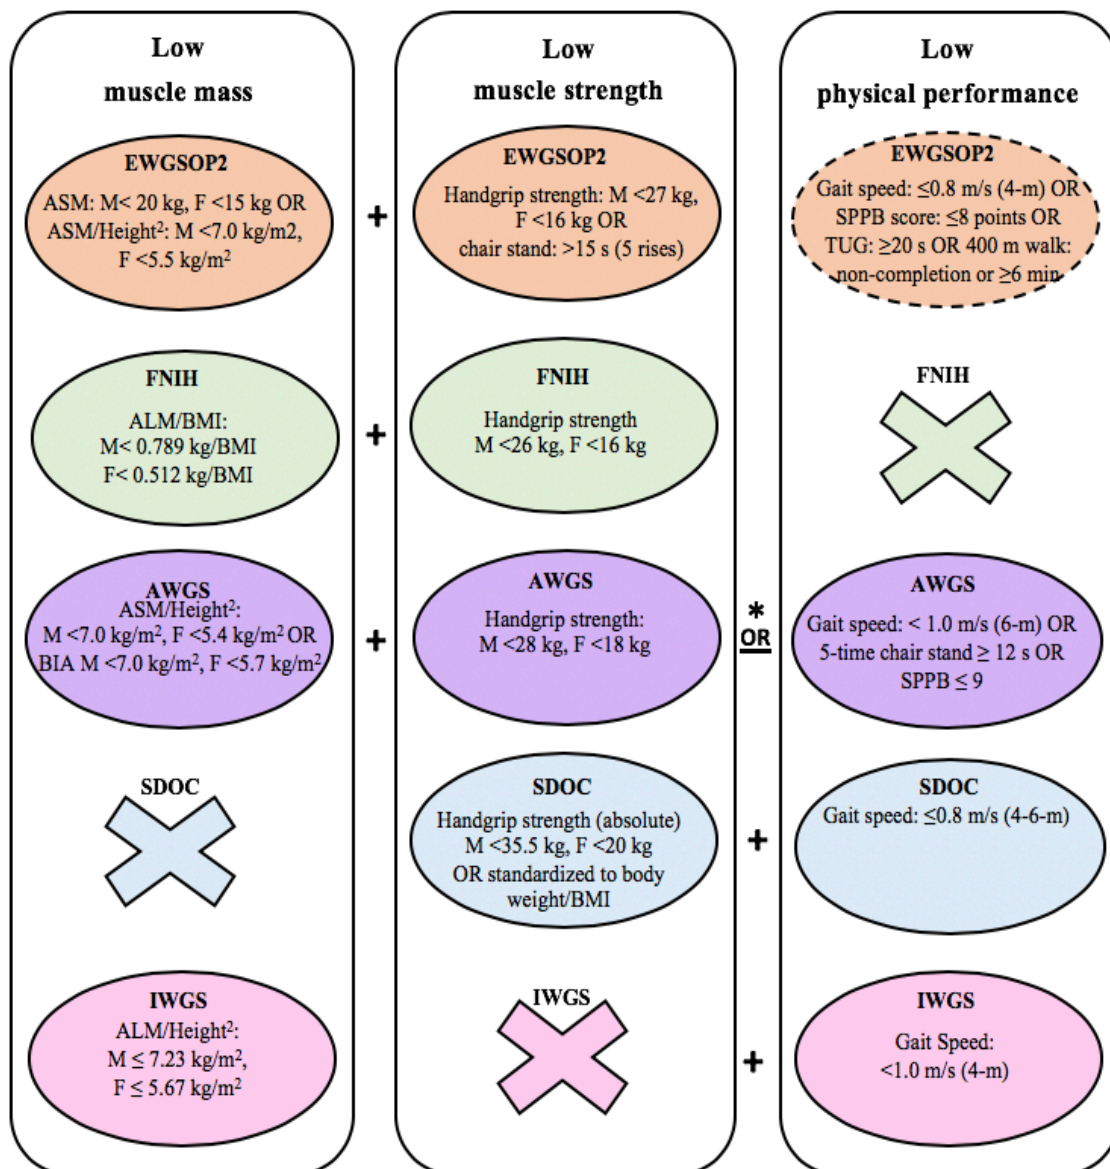 Low
muscle mass
EWGSOP2
ASM: M< 20 kg, F <15 kg OR
ASM/Height²: M <7.0 kg/m2,
F <5.5 kg/m²
+
FNIH
ALM/BMI:
M< 0.789 kg/BMI
F< 0.512 kg/BMI
+
AWGS
ASM/Height²:
M <7.0 kg/m², F <5.4 kg/m² OR
BIA M <7.0 kg/m², F <5.7 kg/m²
+
SDOC
IWGS
ALM/Height²:
M ≤ 7.23 kg/m²,
F ≤ 5.67 kg/m²
Low
muscle strength
EWGSOP2
Handgrip strength: M <27 kg,
F <16 kg OR
chair stand: >15 s (5 rises)
FNIH
Handgrip strength
M <26 kg, F <16 kg
AWGS
Handgrip strength:
M <28 kg, F <18 kg
*
OR
SDOC
Handgrip strength (absolute)
M <35.5 kg, F <20 kg
OR standardized to body
weight/BMI
+
IWGS
+
Low
physical performance
EWGSOP2
Gait speed: ≤0.8 m/s (4-m) OR
SPPB score: ≤8 points OR
TUG: ≥20 s OR 400 m walk:
non-completion or ≥6 min
FNIH
AWGS
Gait speed: < 1.0 m/s (6-m) OR
5-time chair stand ≥ 12 s OR
SPPB ≤ 9
SDOC
Gait speed: ≤0.8 m/s (4-6-m)
IWGS
Gait Speed:
<1.0 m/s (4-m)